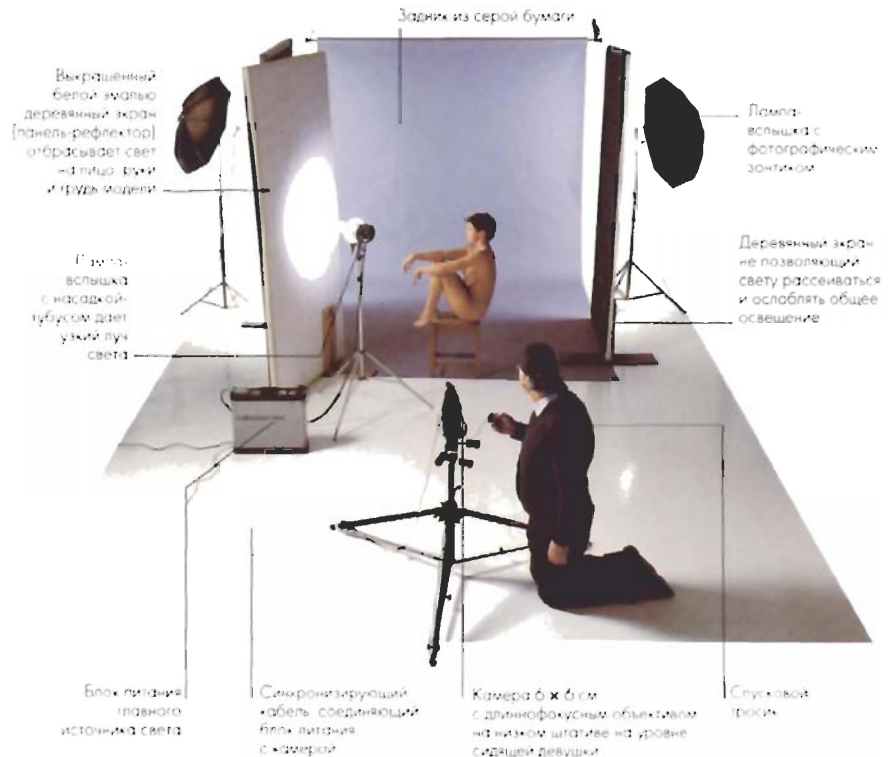 Задник из серой бумаги
Выкрашенный
белой эмалью
деревянный экран
(панель-рефлектор)
отбрасывает свет
на лицо, руки
и грудь модели
Лампа-
вспышка с
фотографическим
зонтиком
Лампа-
вспышка
с насадкой-
тубусом дает
узкий луч
света
Деревянный экран
не позволяющий
свету рассеиваться
и ослаблять общее
освещение
Блок питания
главного
источника света
Синхронизирующий
кабель, соединяющий
блок питания
с камерой
Камера 6 × 6 см
с длиннофокусным объективом
на низком штативе на уровне
сидящей девушки
Спусковой
тросик